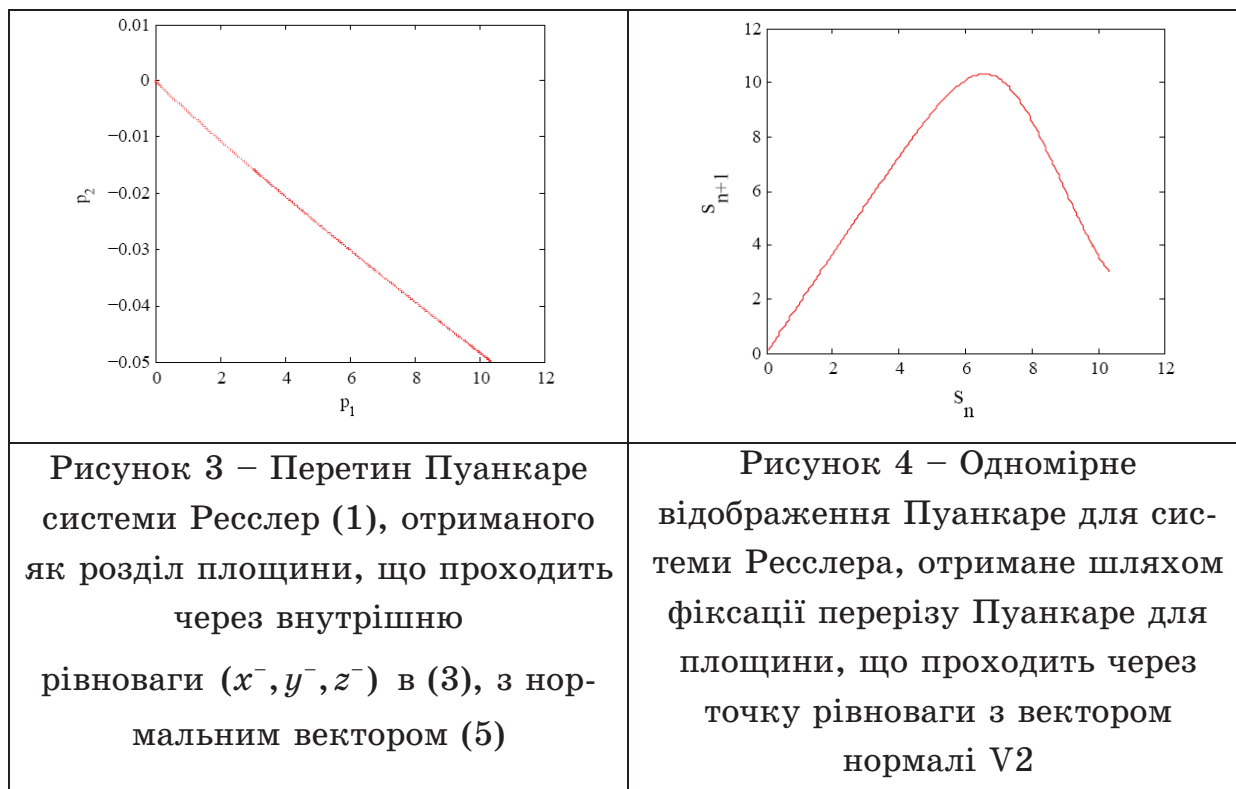 0.01
0
−0.01
−0.02
−0.03
−0.04
−0.05
p2
0 2 4 6 8 10 12
p1
12
10
8
6
4
2
0
Sn+1
0 2 4 6 8 10 12
Sn
Рисунок 3 – Перетин Пуанкаре
системи Ресслер (1), отриманого
як розділ площини, що проходить
через внутрішню
рівноваги (x⁻, y⁻, z⁻) в (3), з нор-
мальним вектором (5)
Рисунок 4 – Одномірне
відображення Пуанкаре для сис-
теми Ресслера, отримане шляхом
фіксації перерізу Пуанкаре для
площини, що проходить через
точку рівноваги з вектором
нормалі V2